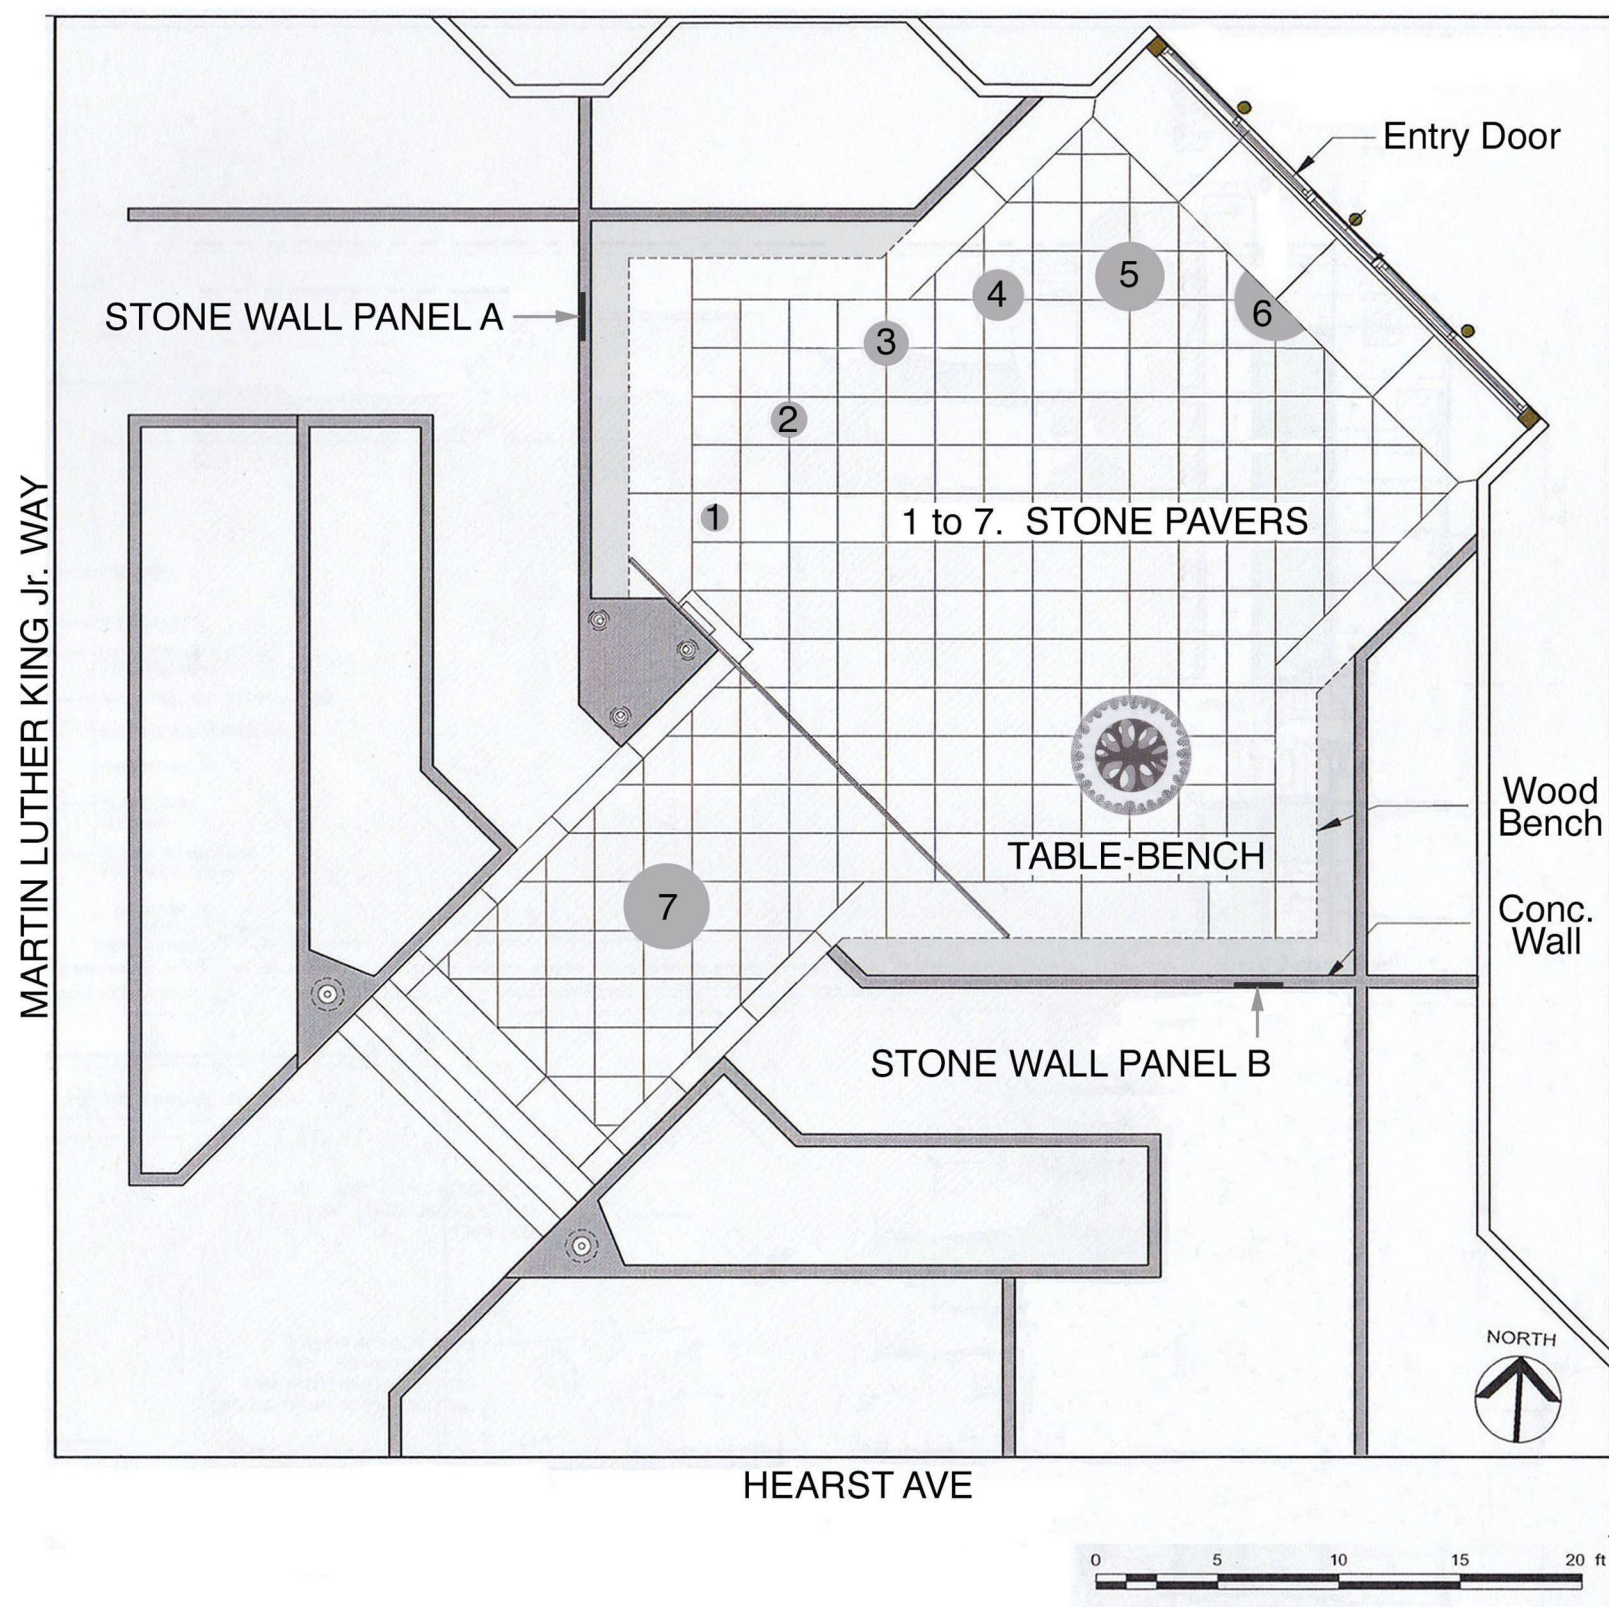 Entry Door
STONE WALL PANEL A
5
4
6
3
2
1
1 to 7. STONE PAVERS
MARTIN LUTHER KING Jr. WAY
Wood
Bench
TABLE-BENCH
7
Conc.
Wall
STONE WALL PANEL B
NORTH
HEARST AVE
0 5 10 15 20 ft